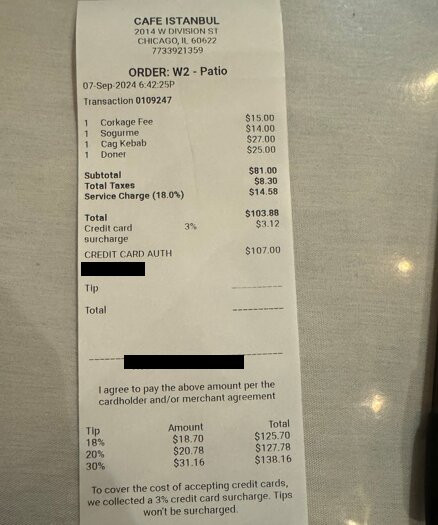 CAFE ISTANBUL
2014 W DIVISION ST
CHICAGO, IL 60622
7733921359
ORDER: W2 - Patio
07-Sep-2024 6:42:25P
Transaction 0109247
1 Corkage Fee $15.00
1 Sogurme $14.00
1 Cag Kebab $27.00
1 Doner $25.00
Subtotal $81.00
Total Taxes $8.30
Service Charge (18.0%) $14.58
Total $103.88
Credit card 3% $3.12
surcharge
CREDIT CARD AUTH $107.00
Tip
Total
I agree to pay the above amount per the
cardholder and/or merchant agreement
Tip Amount Total
18% $18.70 $125.70
20% $20.78 $127.78
30% $31.16 $138.16
To cover the cost of accepting credit cards,
we collected a 3% credit card surcharge. Tips
won't be surcharged.